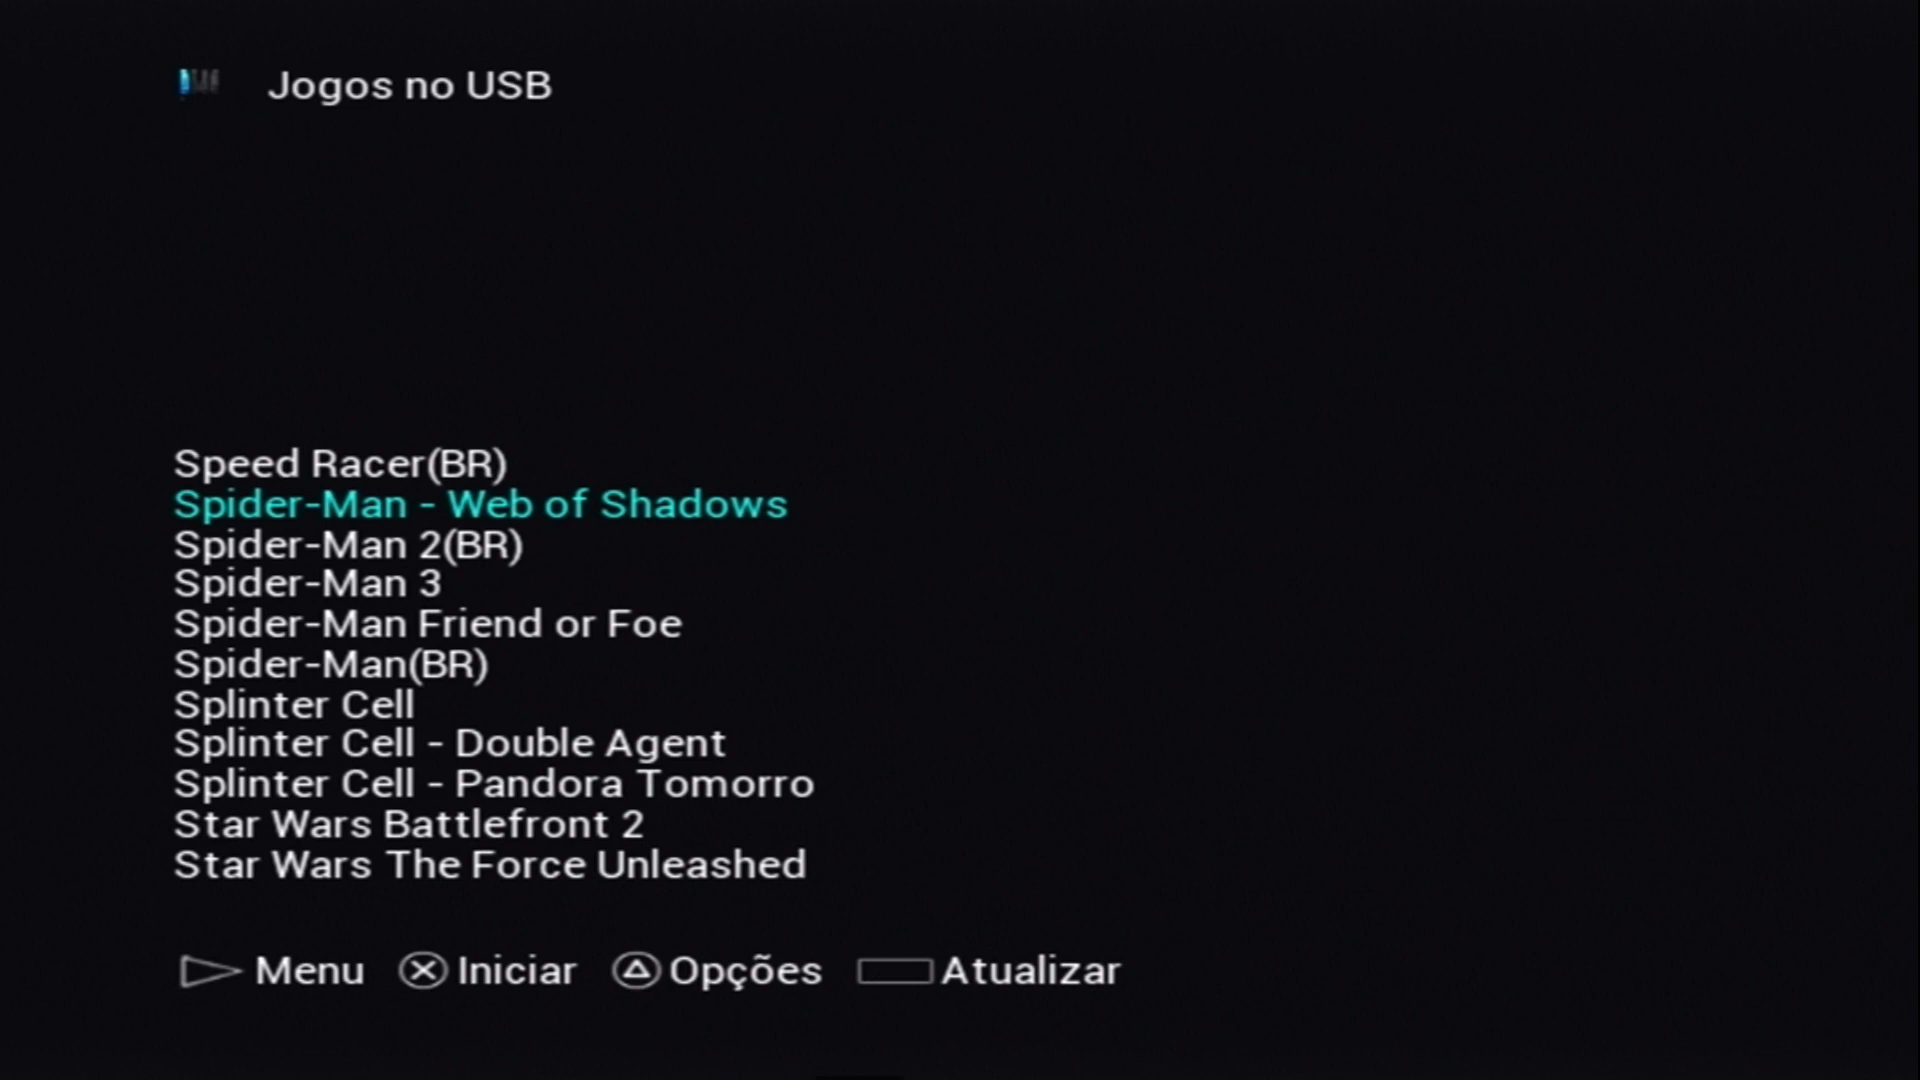 Jogos no USB
Speed Racer(BR)
Spider-Man - Web of Shadows
Spider-Man 2(BR)
Spider-Man 3
Spider-Man Friend or Foe
Spider-Man(BR)
Splinter Cell
Splinter Cell - Double Agent
Splinter Cell - Pandora Tomorro
Star Wars Battlefront 2
Star Wars The Force Unleashed
Menu Iniciar Opções Atualizar